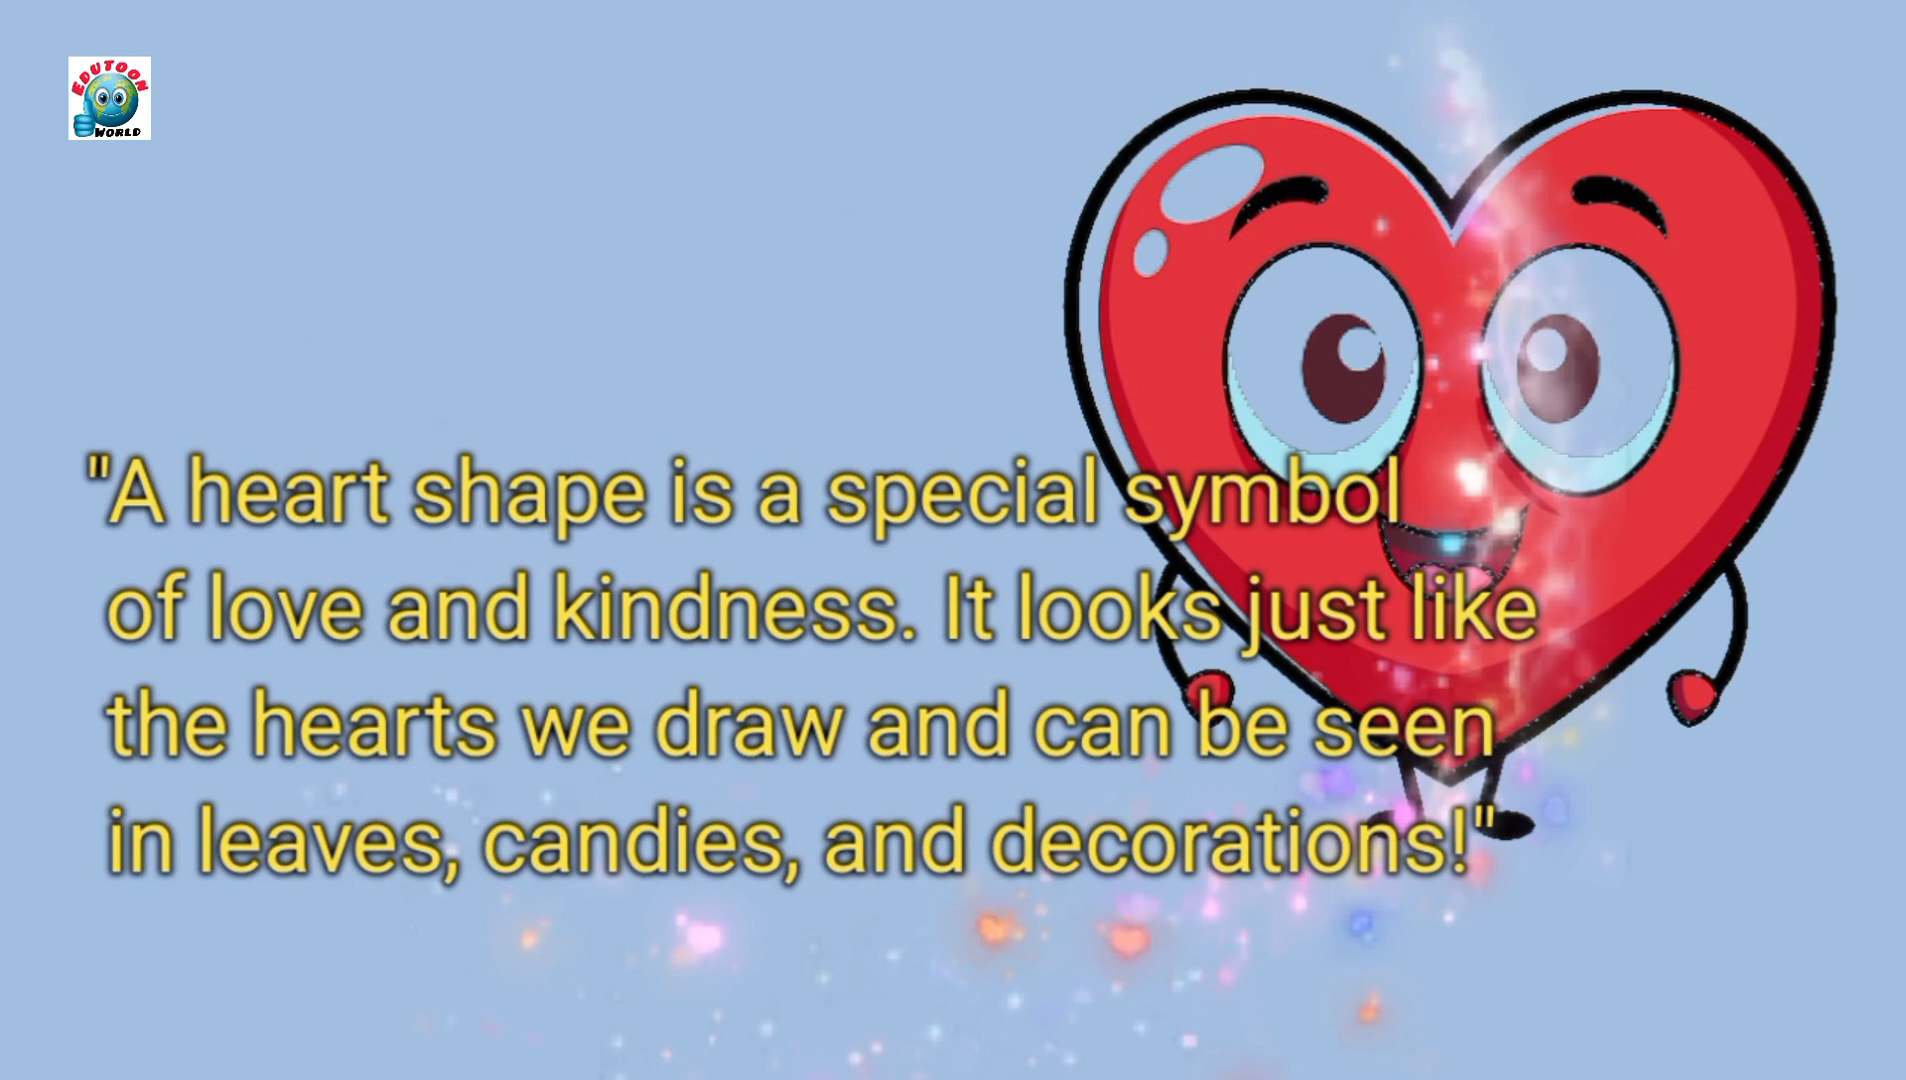 EDUTOON
WORLD
"A heart shape is a special symbol
of love and kindness. It looks just like
the hearts we draw and can be seen
in leaves, candies, and decorations!"